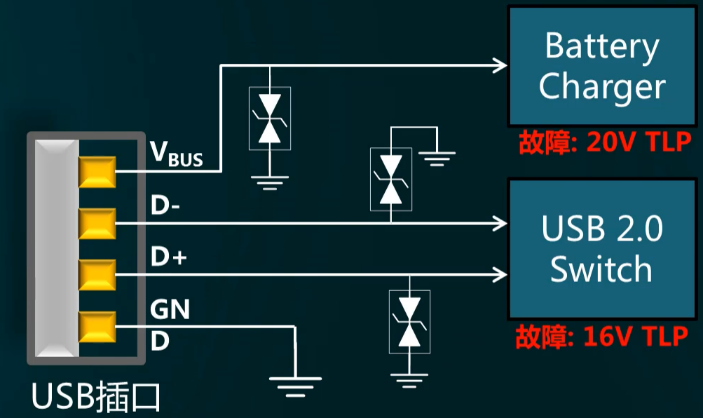 Battery
Charger
故障: 20V TLP
VBUS
D-
D+
GN
D
USB 2.0
Switch
故障: 16V TLP
USB插口